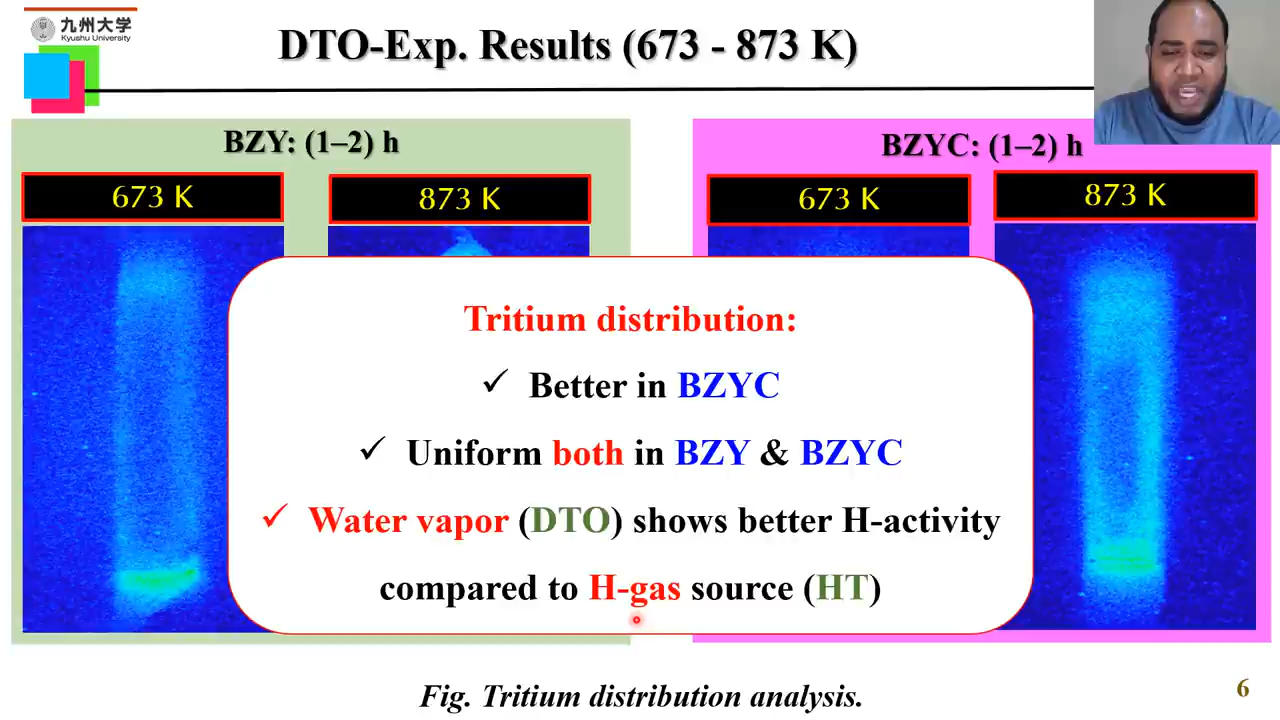 九州大学
Kyushu University
DTO-Exp. Results (673 - 873 K)
BZY: (1–2) h
BZYC: (1–2) h
673 K
873 K
673 K
873 K
Tritium distribution:
✓ Better in BZYC
✓ Uniform both in BZY & BZYC
✓ Water vapor (DTO) shows better H-activity
compared to H-gas source (HT)
Fig. Tritium distribution analysis.
6